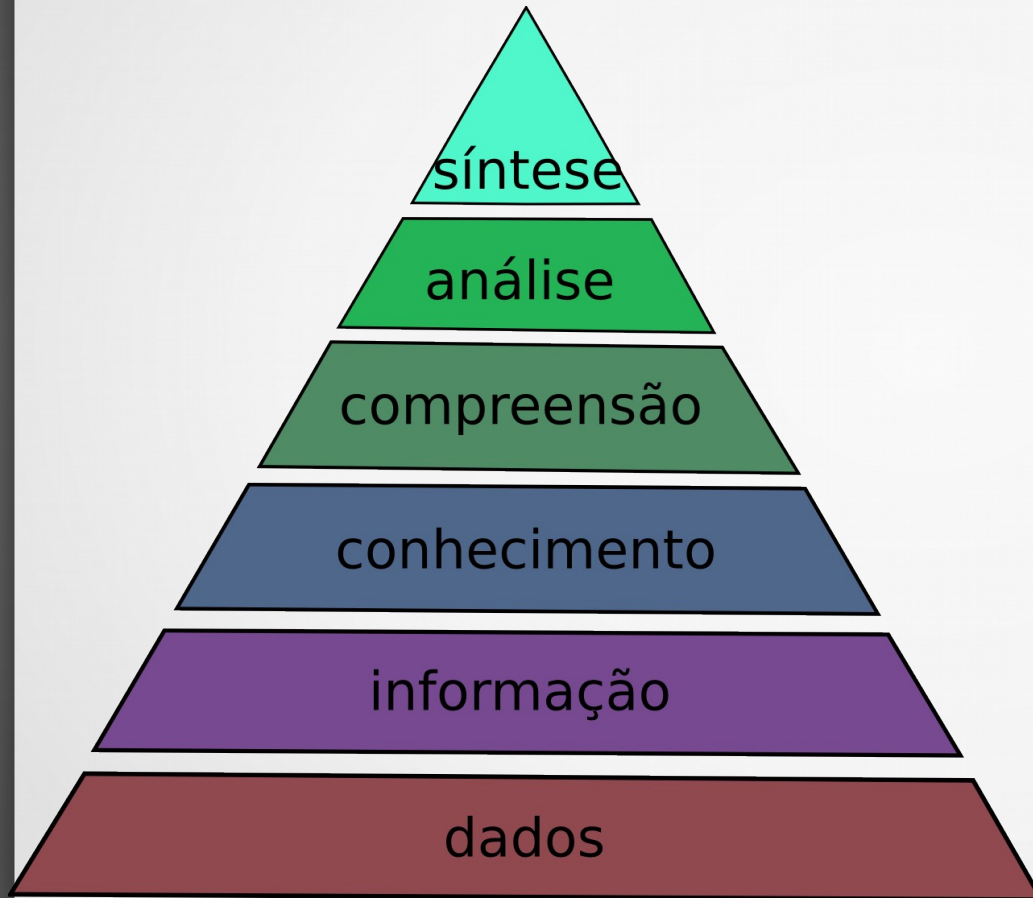 síntese
análise
compreensão
conhecimento
informação
dados